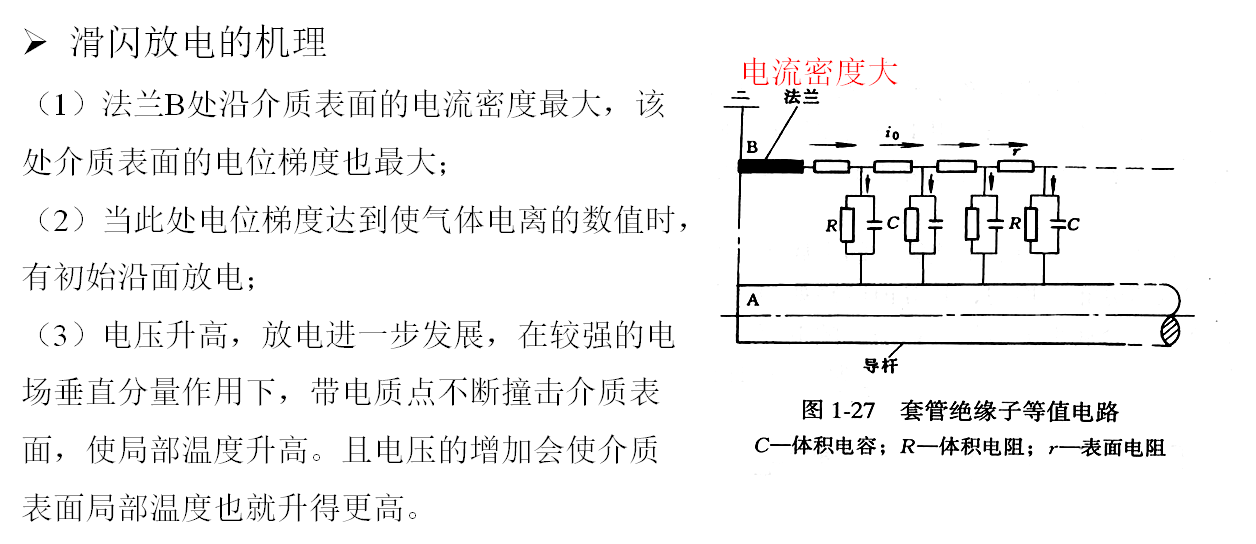 ➢ 滑闪放电的机理
（1）法兰B处沿介质表面的电流密度最大，该
处介质表面的电位梯度也最大；
（2）当此处电位梯度达到使气体电离的数值时，
有初始沿面放电；
（3）电压升高，放电进一步发展，在较强的电
场垂直分量作用下，带电质点不断撞击介质表
面，使局部温度升高。且电压的增加会使介质
表面局部温度也就升得更高。
电流密度大
法兰
B
i₀
r
R
C
R
C
A
导杆
图 1-27 套管绝缘子等值电路
C—体积电容；R—体积电阻；r—表面电阻